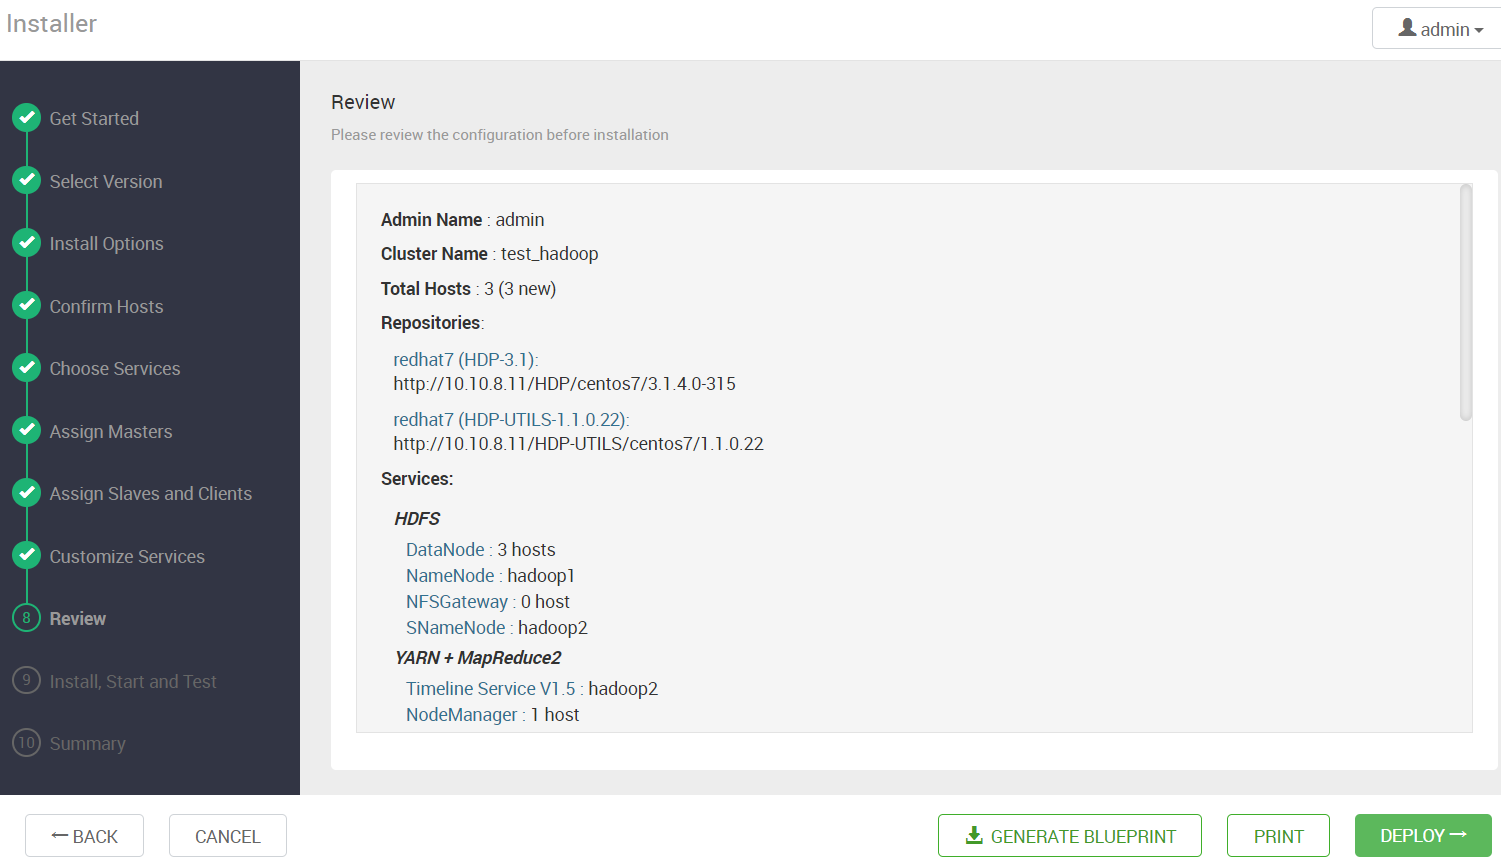 Installer
admin
Get Started
Select Version
Install Options
Confirm Hosts
Choose Services
Assign Masters
Assign Slaves and Clients
Customize Services
8 Review
9 Install, Start and Test
10 Summary
Review
Please review the configuration before installation
Admin Name : admin
Cluster Name : test_hadoop
Total Hosts : 3 (3 new)
Repositories:
redhat7 (HDP-3.1):
http://10.10.8.11/HDP/centos7/3.1.4.0-315
redhat7 (HDP-UTILS-1.1.0.22):
http://10.10.8.11/HDP-UTILS/centos7/1.1.0.22
Services:
HDFS
DataNode : 3 hosts
NameNode : hadoop1
NFSGateway : 0 host
SNameNode : hadoop2
YARN + MapReduce2
Timeline Service V1.5 : hadoop2
NodeManager : 1 host
← BACK
CANCEL
GENERATE BLUEPRINT
PRINT
DEPLOY →